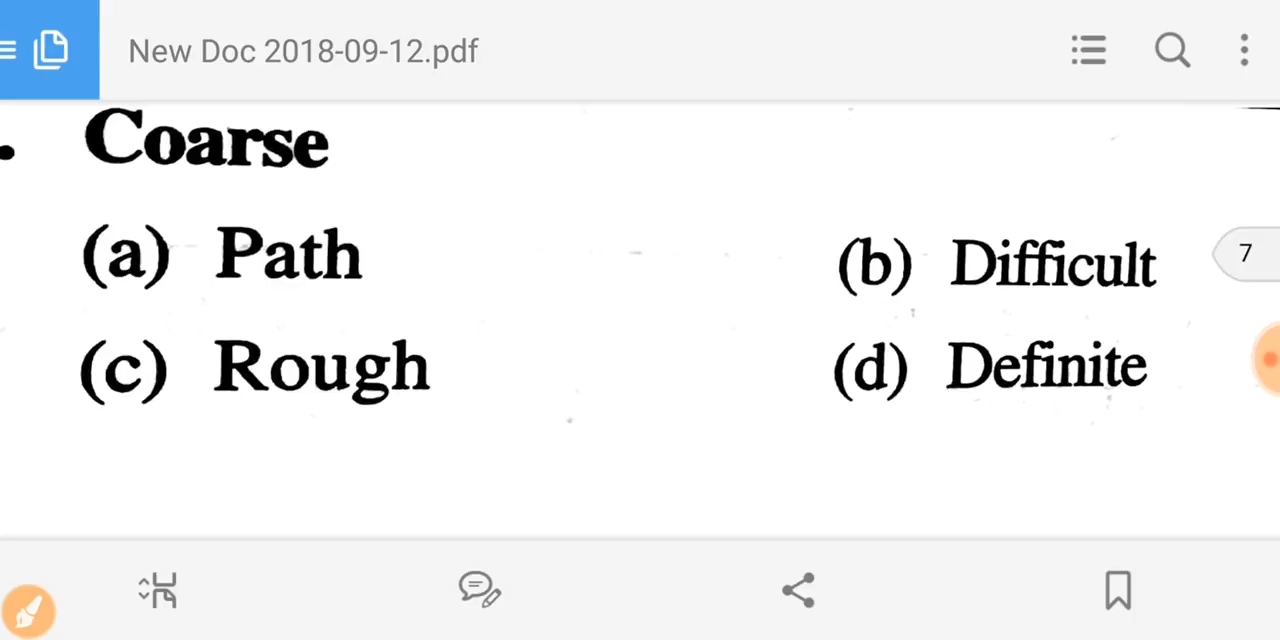 New Doc 2018-09-12.pdf
. Coarse
(a) Path (b) Difficult
7
(c) Rough (d) Definite